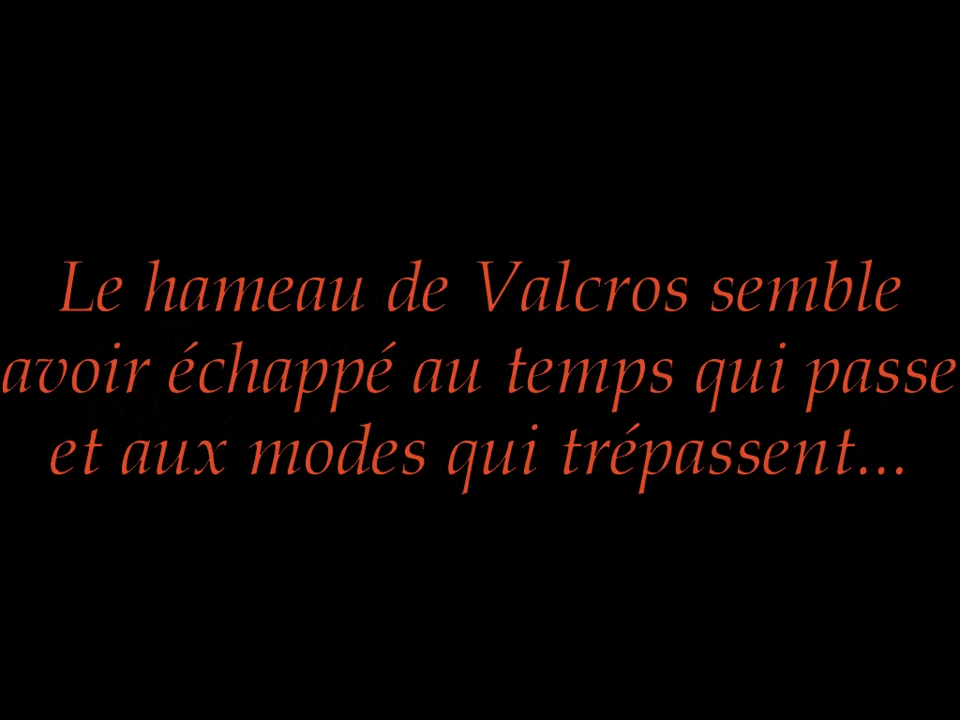 Le hameau de Valcros semble
avoir échappé au temps qui passe
et aux modes qui trépassent...